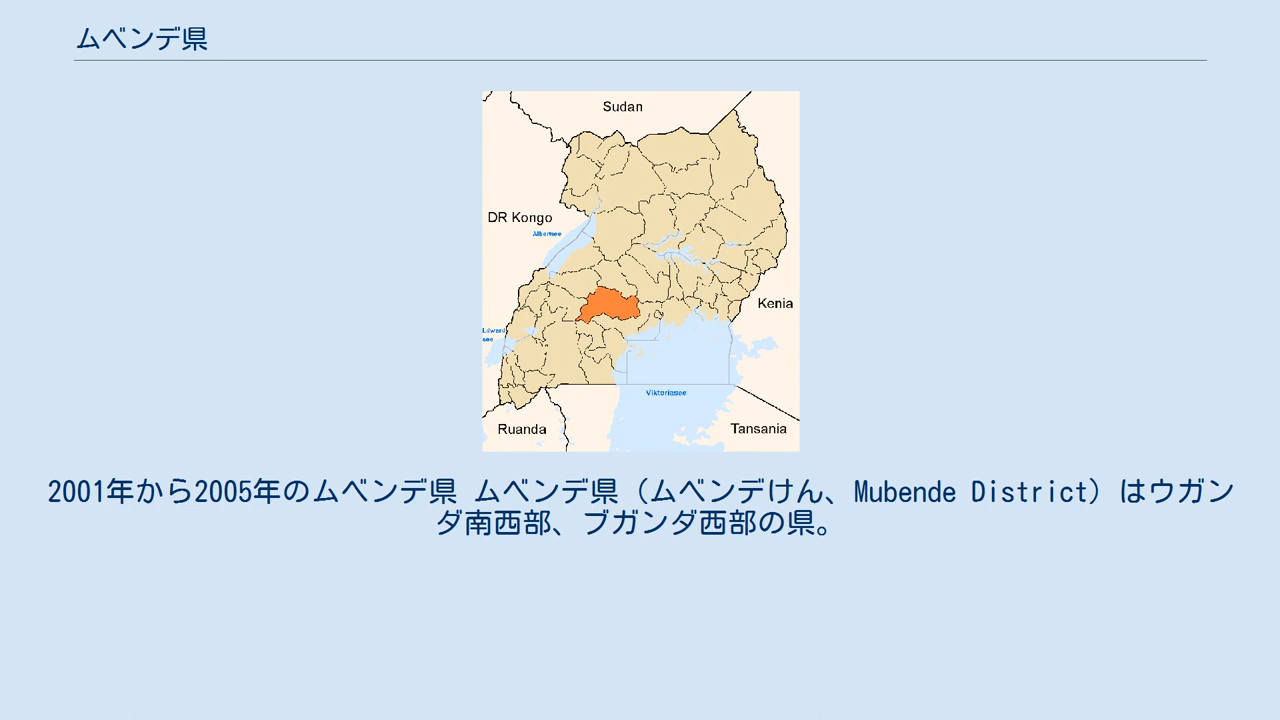 ムベンデ県
Sudan
DR Kongo
Albertsee
Kenia
Edward
see
Viktoriasee
Ruanda
Tansania
2001年から2005年のムベンデ県 ムベンデ県（ムベンデけん、Mubende District）はウガン
ダ南西部、ブガンダ西部の県。